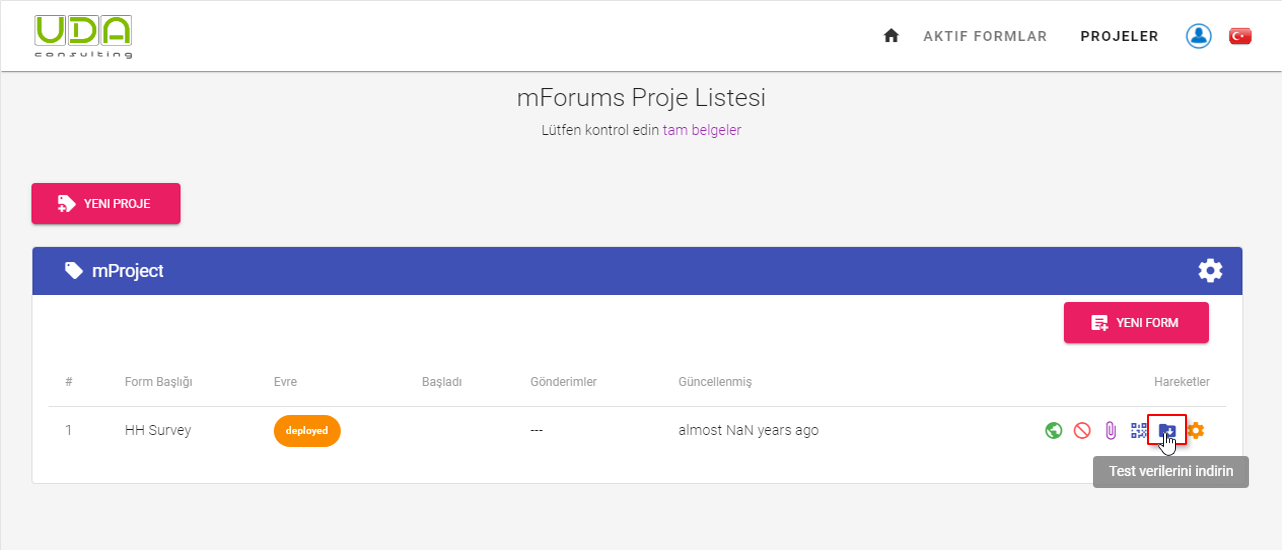 UDA
consulting
AKTIF FORMLAR
PROJELER
mForums Proje Listesi
Lütfen kontrol edin tam belgeler
YENI PROJE
mProject
YENI FORM
# Form Başlığı Evre Başladı Gönderimler Güncellenmiş Hareketler
1 HH Survey deployed --- almost NaN years ago
Test verilerini indirin